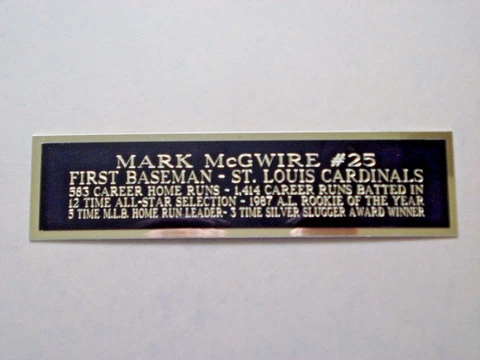 MARK McGWIRE #25
FIRST BASEMAN - ST. LOUIS CARDINALS
583 CAREER HOME RUNS - 1,414 CAREER RUNS BATTED IN
12 TIME ALL-STAR SELECTION - 1987 A.L. ROOKIE OF THE YEAR
5 TIME M.L.B. HOME RUN LEADER- 3 TIME SILVER SLUGGER AWARD WINNER